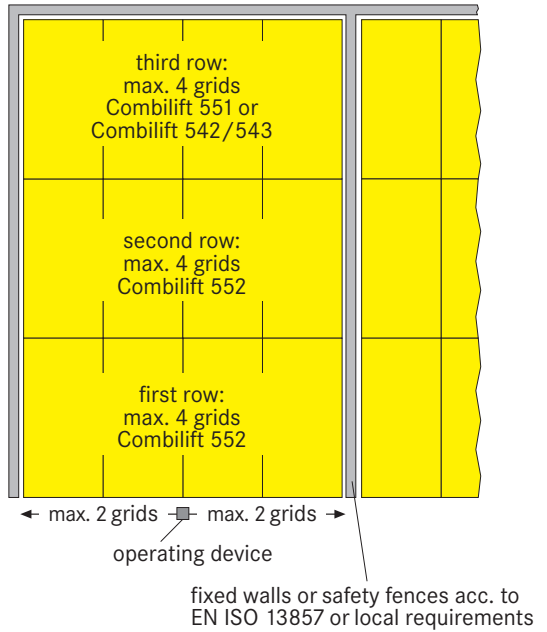 third row:
max. 4 grids
Combilift 551 or
Combilift 542/543
second row:
max. 4 grids
Combilift 552
first row:
max. 4 grids
Combilift 552
max. 2 grids
max. 2 grids
operating device
fixed walls or safety fences acc. to
EN ISO 13857 or local requirements